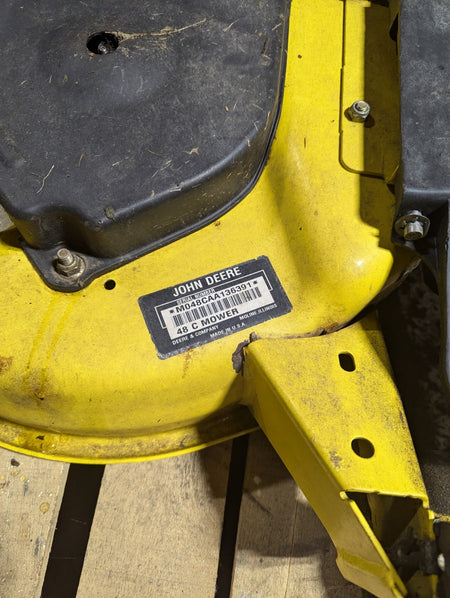 JOHN DEERE
SERIAL NUMBER
*M048CAA136391*
48 C MOWER
DEERE & COMPANY MOLINE, ILLINOIS
MADE IN U.S.A.